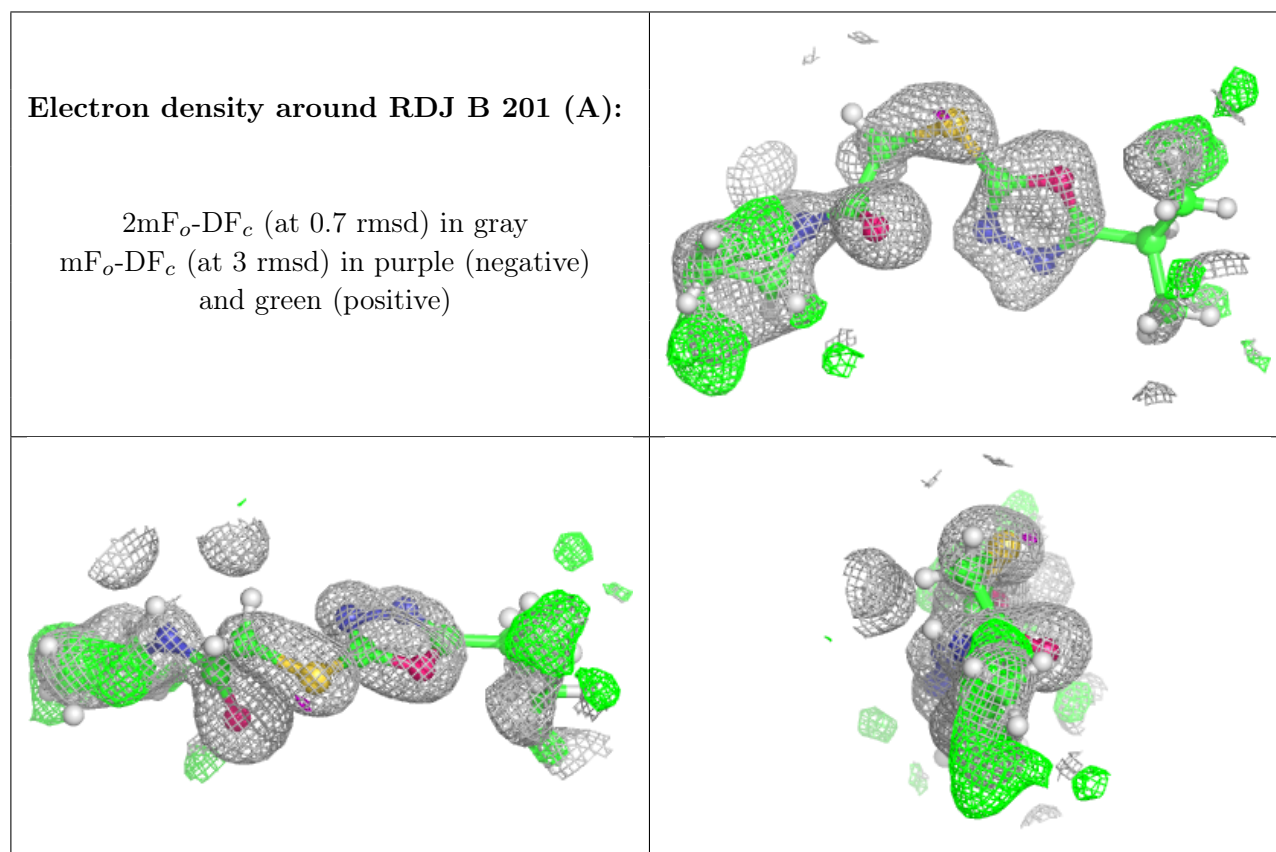 Electron density around RDJ B 201 (A):
2mFo-DFc (at 0.7 rmsd) in gray
mFo-DFc (at 3 rmsd) in purple (negative)
and green (positive)